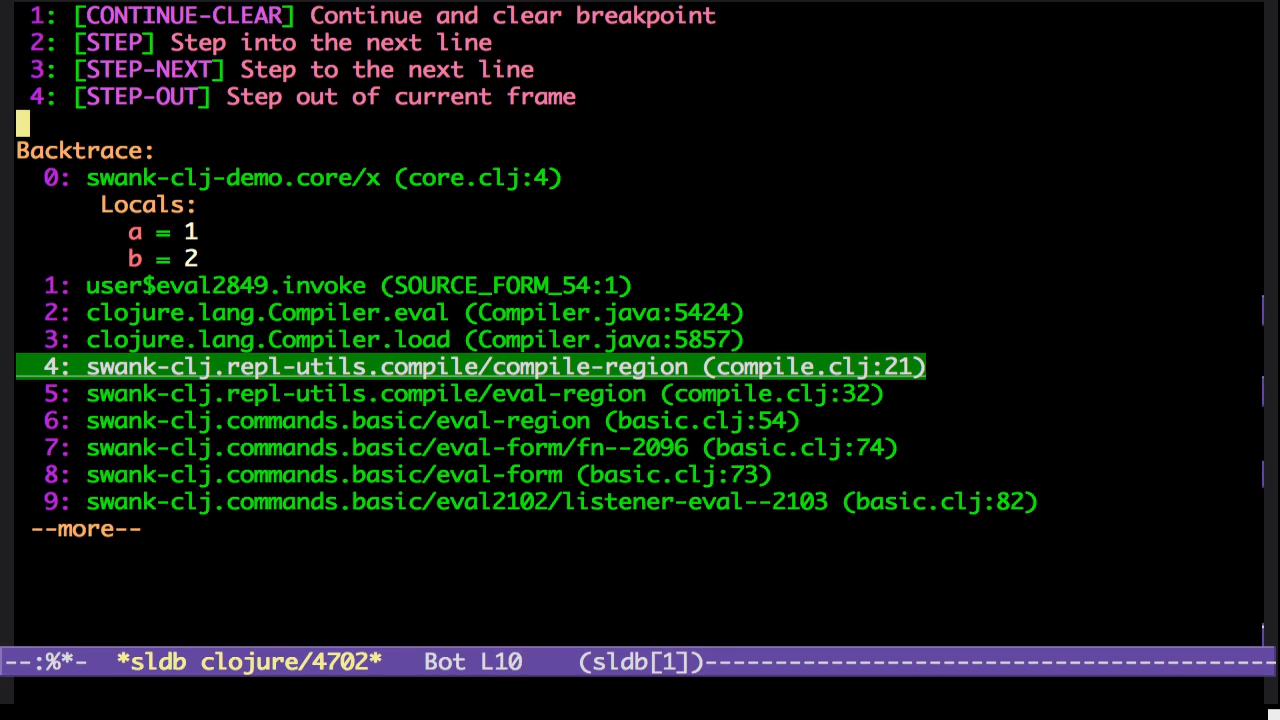 1: [CONTINUE-CLEAR] Continue and clear breakpoint
2: [STEP] Step into the next line
3: [STEP-NEXT] Step to the next line
4: [STEP-OUT] Step out of current frame
Backtrace:
0: swank-clj-demo.core/x (core.clj:4)
Locals:
a = 1
b = 2
1: user$eval2849.invoke (SOURCE_FORM_54:1)
2: clojure.lang.Compiler.eval (Compiler.java:5424)
3: clojure.lang.Compiler.load (Compiler.java:5857)
4: swank-clj.repl-utils.compile/compile-region (compile.clj:21)
5: swank-clj.repl-utils.compile/eval-region (compile.clj:32)
6: swank-clj.commands.basic/eval-region (basic.clj:54)
7: swank-clj.commands.basic/eval-form/fn--2096 (basic.clj:74)
8: swank-clj.commands.basic/eval-form (basic.clj:73)
9: swank-clj.commands.basic/eval2102/listener-eval--2103 (basic.clj:82)
--more--
--:%*- *sldb clojure/4702* Bot L10 (sldb[1])-----------------------------------------